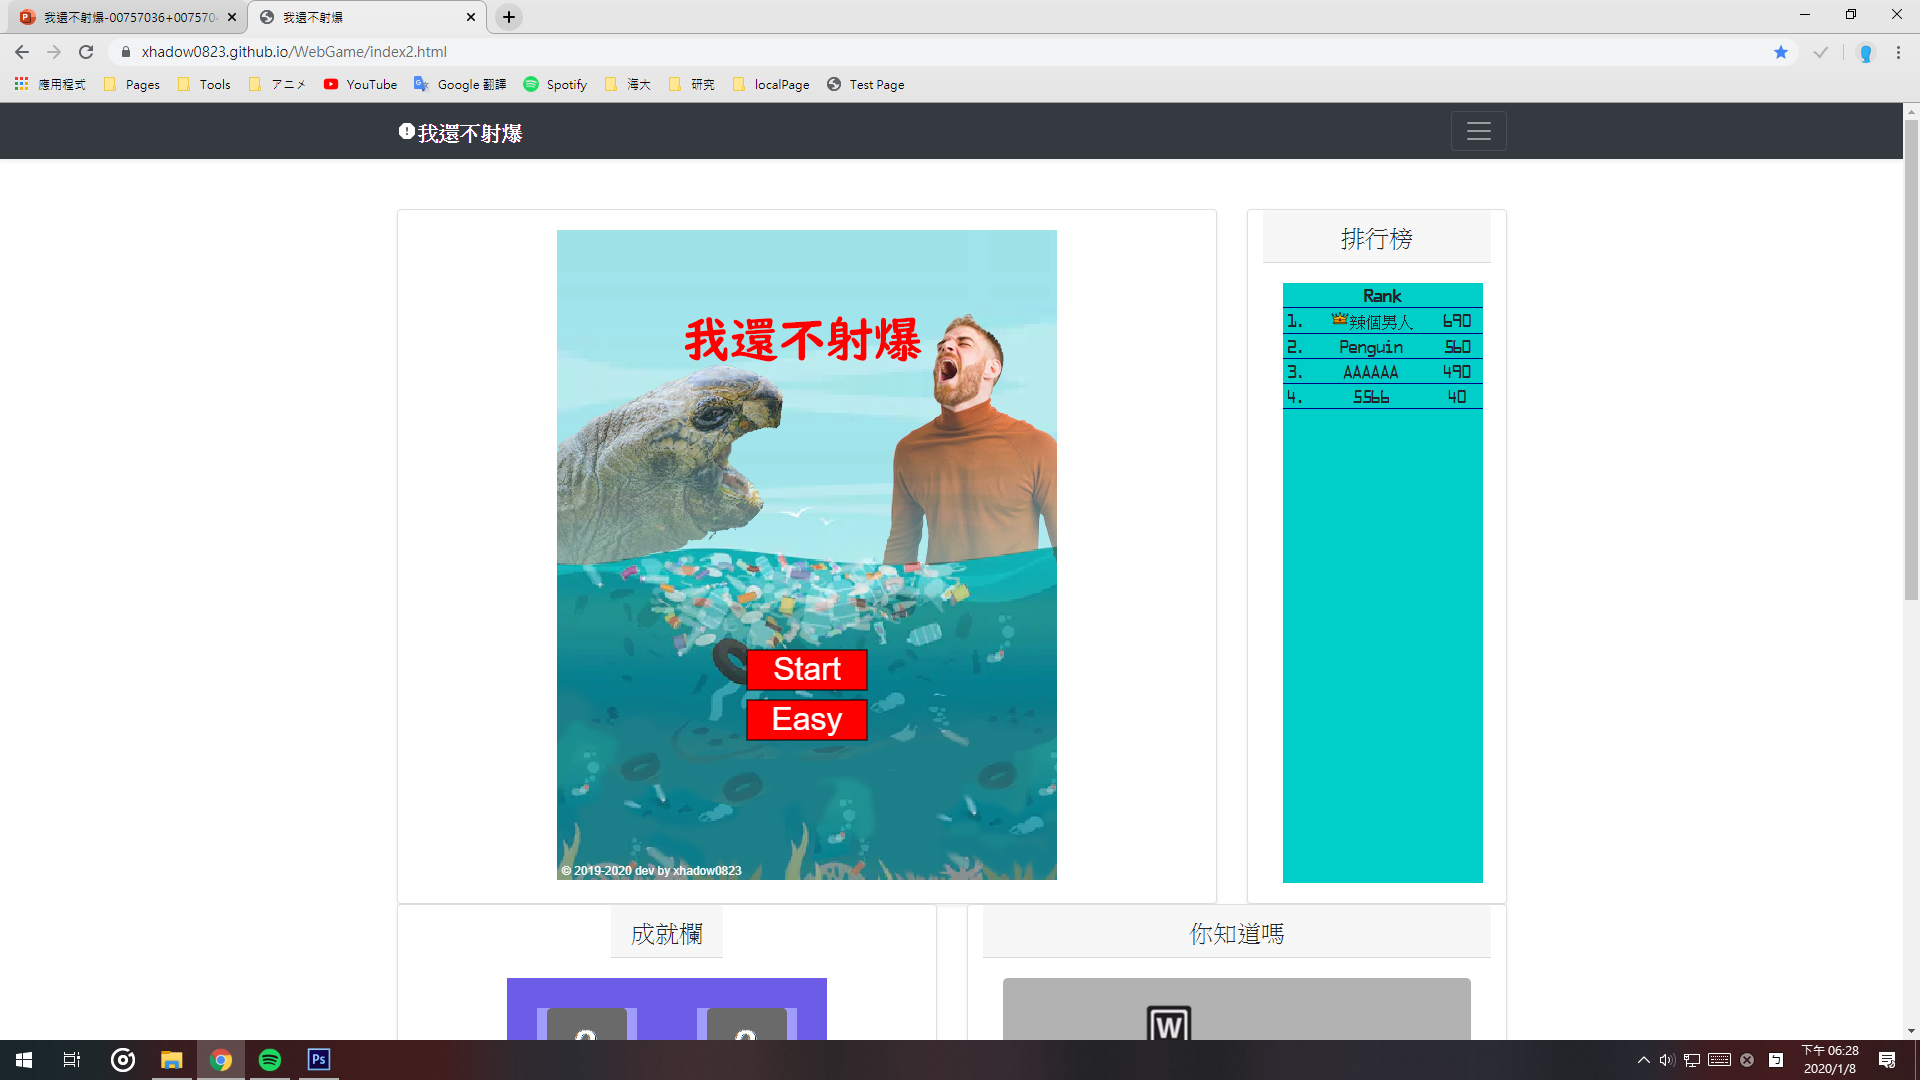 我還不射爆-00757036+007570
我還不射爆
xhadow0823.github.io/WebGame/index2.html
應用程式 Pages Tools アニメ YouTube Google 翻譯 Spotify 海大 研究 localPage Test Page
我還不射爆
排行榜
Rank
1. 辣個男人 690
2. Penguin 560
3. AAAAAA 490
4. 5566 40
我還不射爆
Start
Easy
© 2019-2020 dev by xhadow0823
成就欄
你知道嗎
W
Ps
下午 06:28
2020/1/8